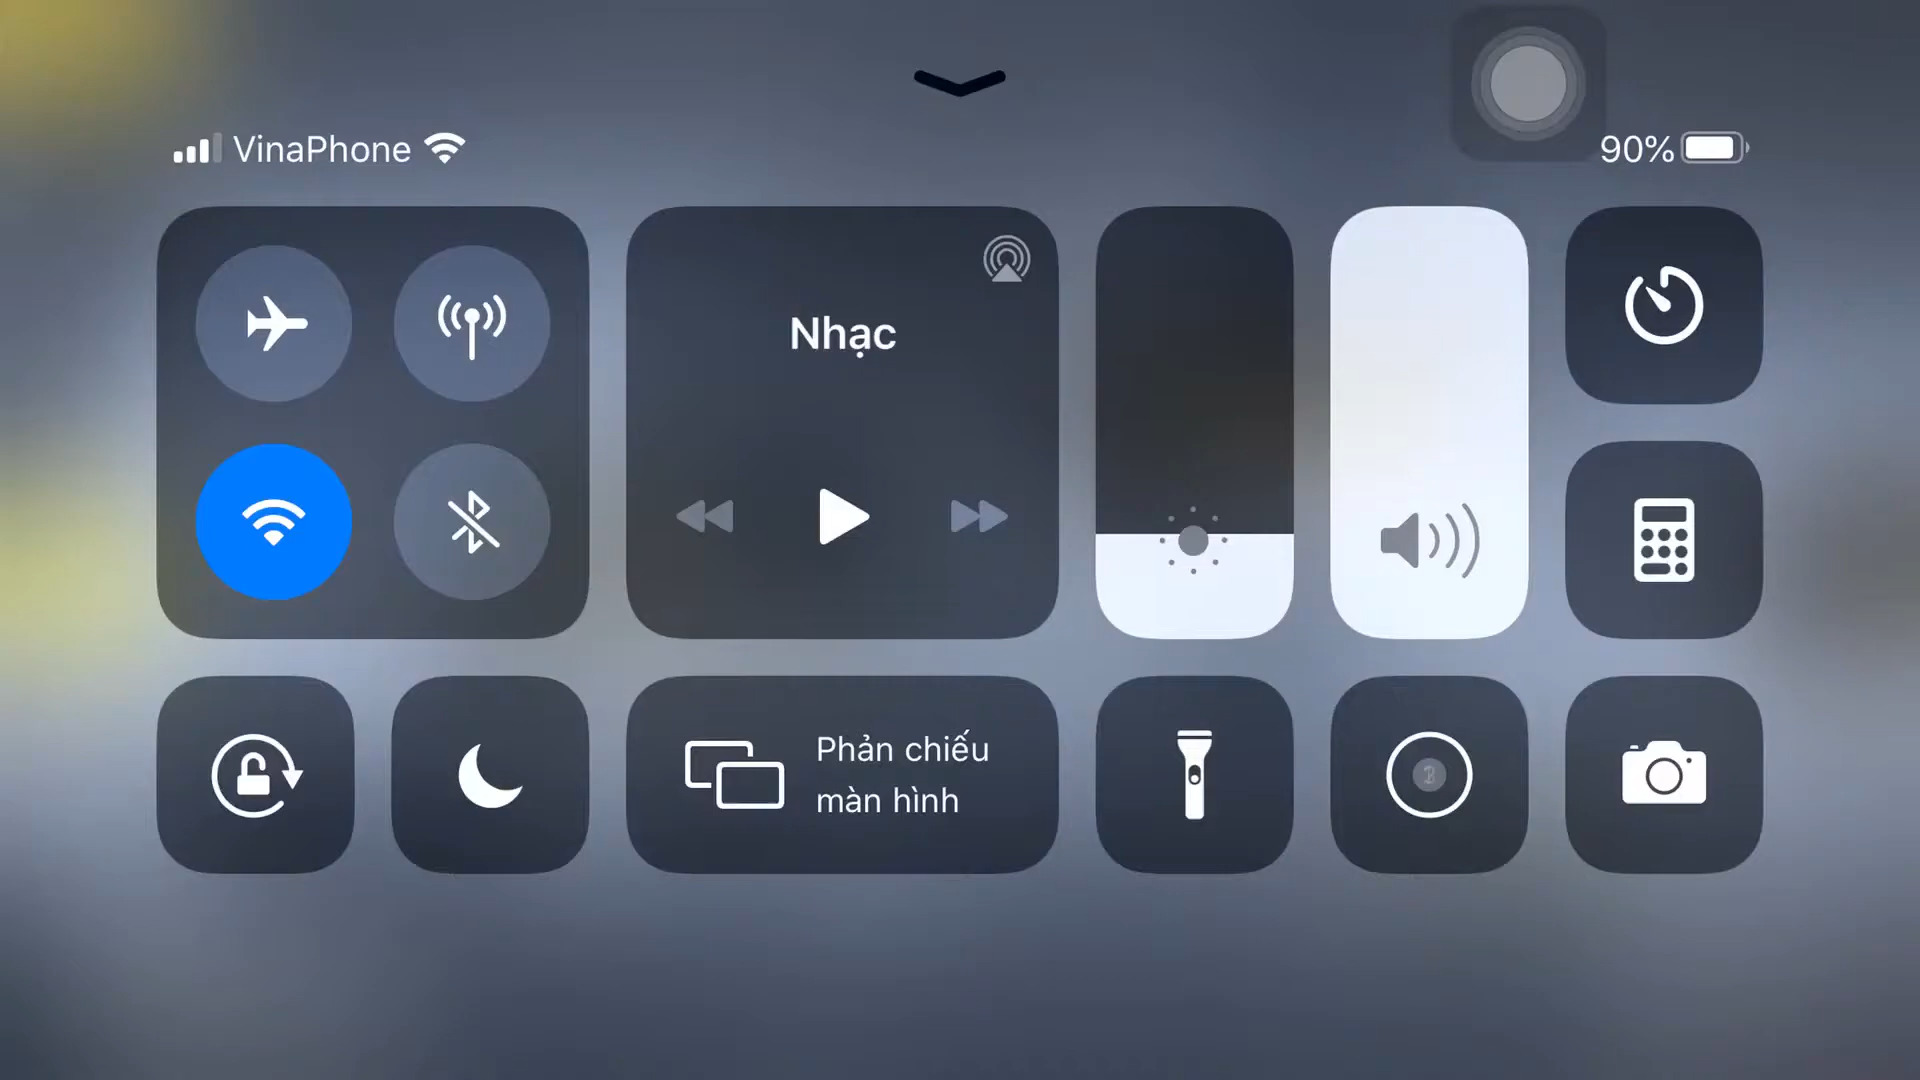 VinaPhone
90%
Nhạc
Phản chiếu
màn hình